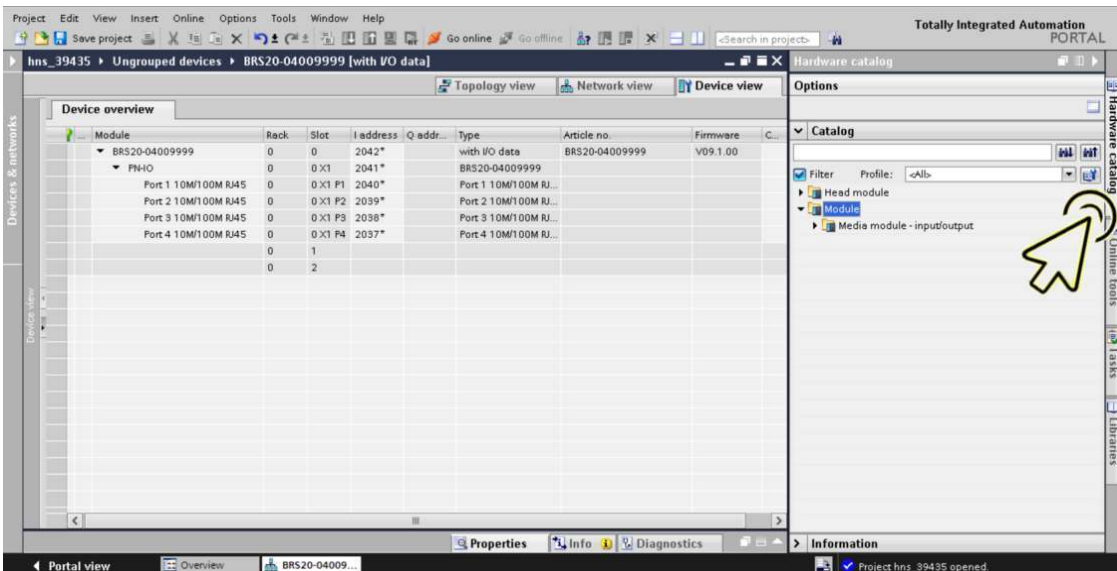 Project Edit View Insert Online Options Tools Window Help
Totally Integrated Automation
PORTAL
Save project Go online Go offline <Search in project>
hns_39435 ▸ Ungrouped devices ▸ BRS20-04009999 [with I/O data]
Hardware catalog
Topology view Network view Device view
Options
Device overview
... Module Rack Slot I address Q addr... Type Article no. Firmware C...
BRS20-04009999 0 0 2042* with I/O data BRS20-04009999 V09.1.00
PN-IO 0 0 X1 2041* BRS20-04009999
Port 1 10M/100M RJ45 0 0 X1 P1 2040* Port 1 10M/100M RJ...
Port 2 10M/100M RJ45 0 0 X1 P2 2039* Port 2 10M/100M RJ...
Port 3 10M/100M RJ45 0 0 X1 P3 2038* Port 3 10M/100M RJ...
Port 4 10M/100M RJ45 0 0 X1 P4 2037* Port 4 10M/100M RJ...
0 1
0 2
Catalog
Filter Profile: <All>
Head module
Module
Media module - input/output
Information
Devices & networks
Device view
Hardware catalog
Online tools
Tasks
Libraries
Properties Info Diagnostics
Portal view Overview BRS20-04009... Project hns_39435 opened.